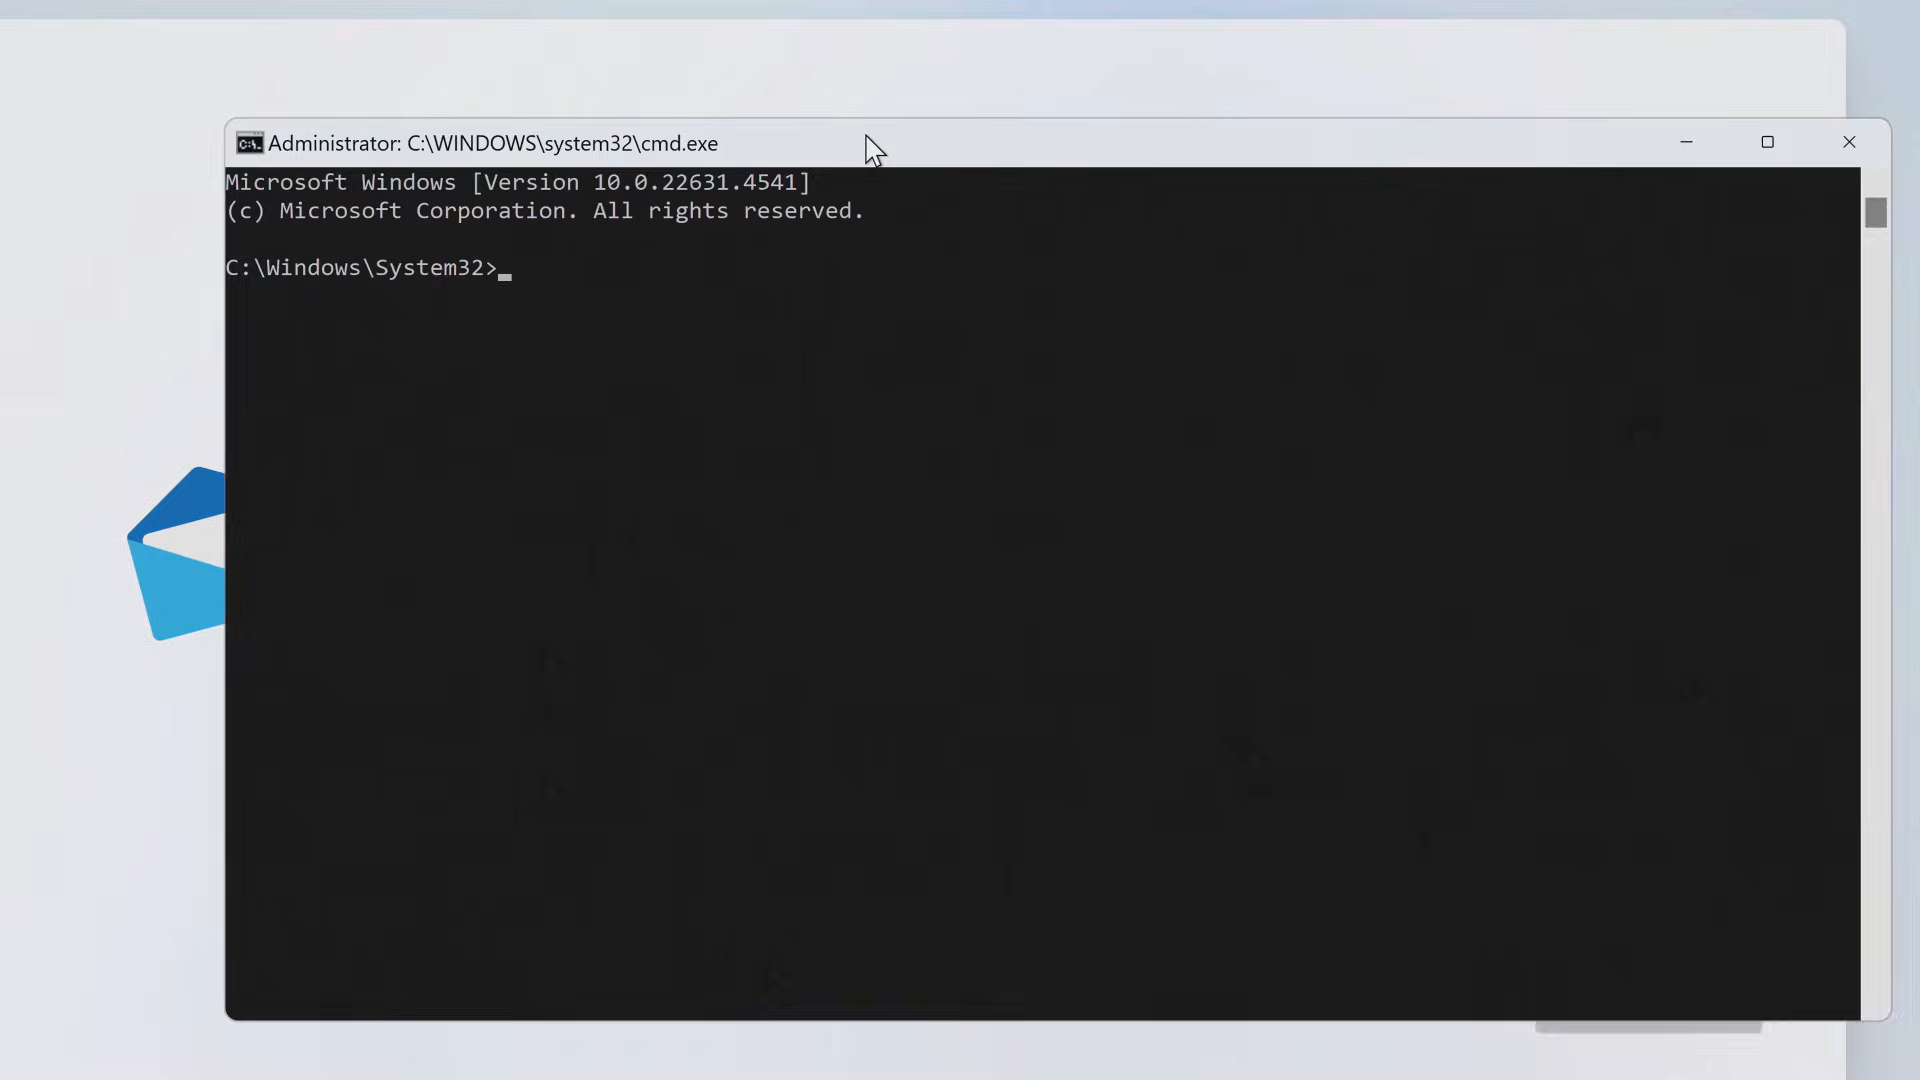 Administrator: C:\WINDOWS\system32\cmd.exe
Microsoft Windows [Version 10.0.22631.4541]
(c) Microsoft Corporation. All rights reserved.
C:\Windows\System32>